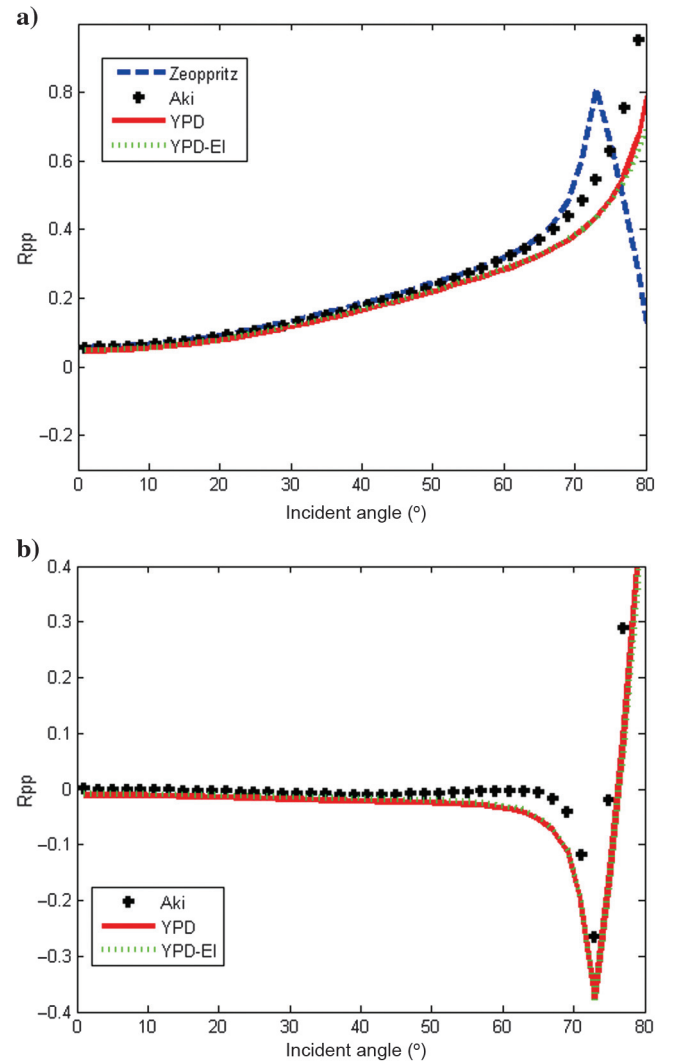 a)
0.8
0.6
0.4
0.2
0
−0.2
Rpp
Zeoppritz
Aki
YPD
YPD-EI
0 10 20 30 40 50 60 70 80
Incident angle (º)
b)
0.4
0.3
0.2
0.1
0
−0.1
−0.2
−0.3
−0.4
Rpp
Aki
YPD
YPD-EI
0 10 20 30 40 50 60 70 80
Incident angle (º)